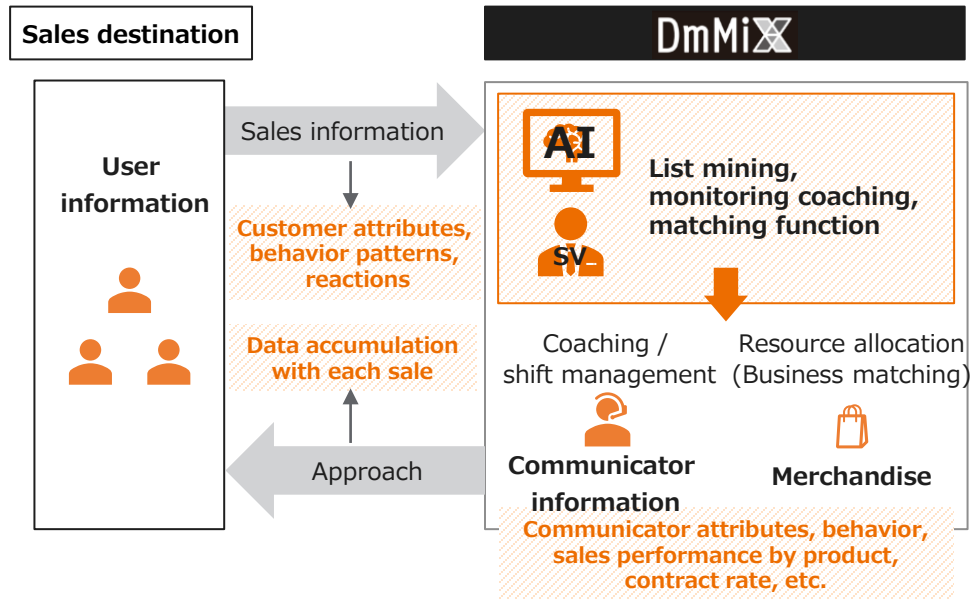 Sales destination
DmMiX
User
information
Sales information
Customer attributes,
behavior patterns,
reactions
Data accumulation
with each sale
Approach
AI
SV
List mining,
monitoring coaching,
matching function
Coaching /
shift management
Resource allocation
(Business matching)
Communicator
information
Merchandise
Communicator attributes, behavior,
sales performance by product,
contract rate, etc.